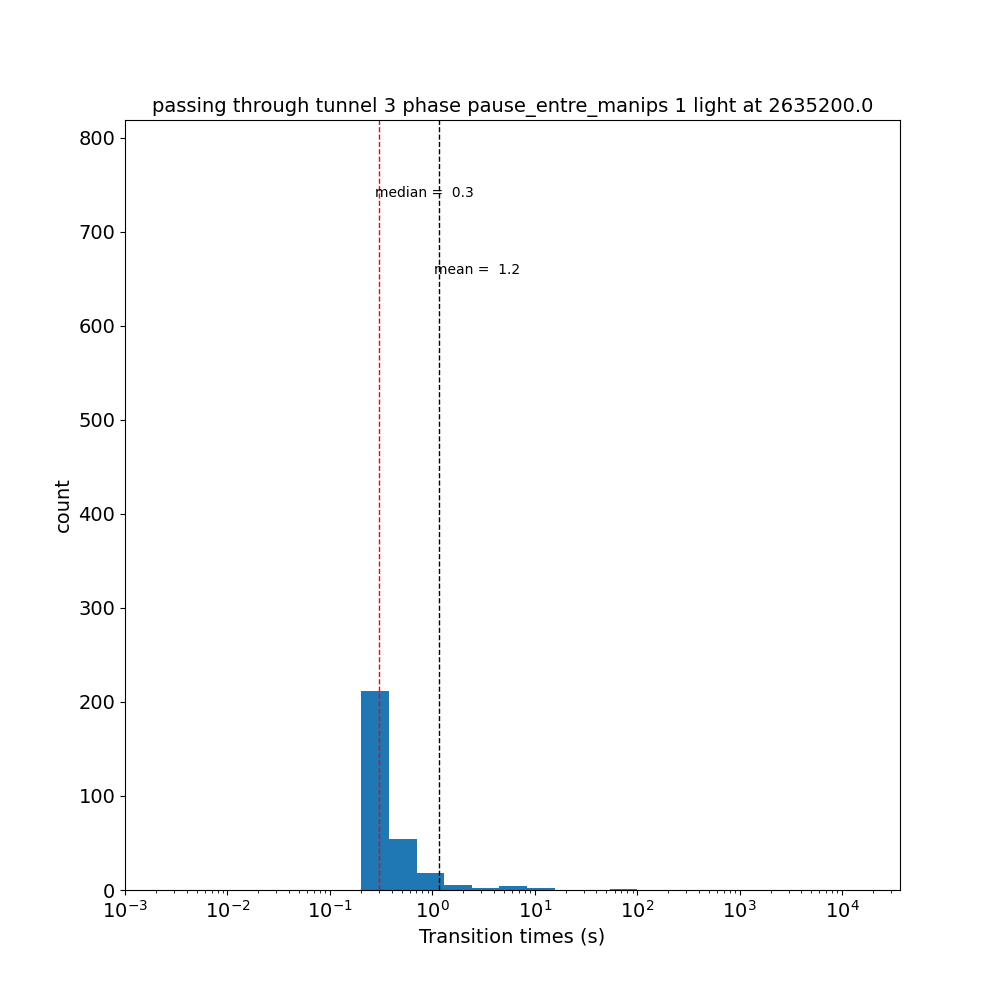 passing through tunnel 3 phase pause_entre_manips 1 light at 2635200.0
800
median =  0.3
700
mean =  1.2
600
500
400
count
300
200
100
0
10⁻³ 10⁻² 10⁻¹ 10⁰ 10¹ 10² 10³ 10⁴
Transition times (s)